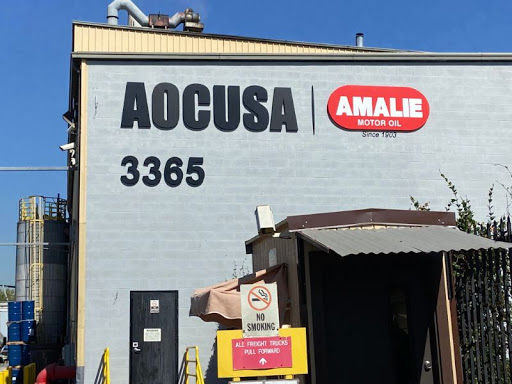 AOCUSA
AMALIE
MOTOR OIL
Since 1903
3365
NO
SMOKING
ALL FREIGHT TRUCKS
PULL FORWARD